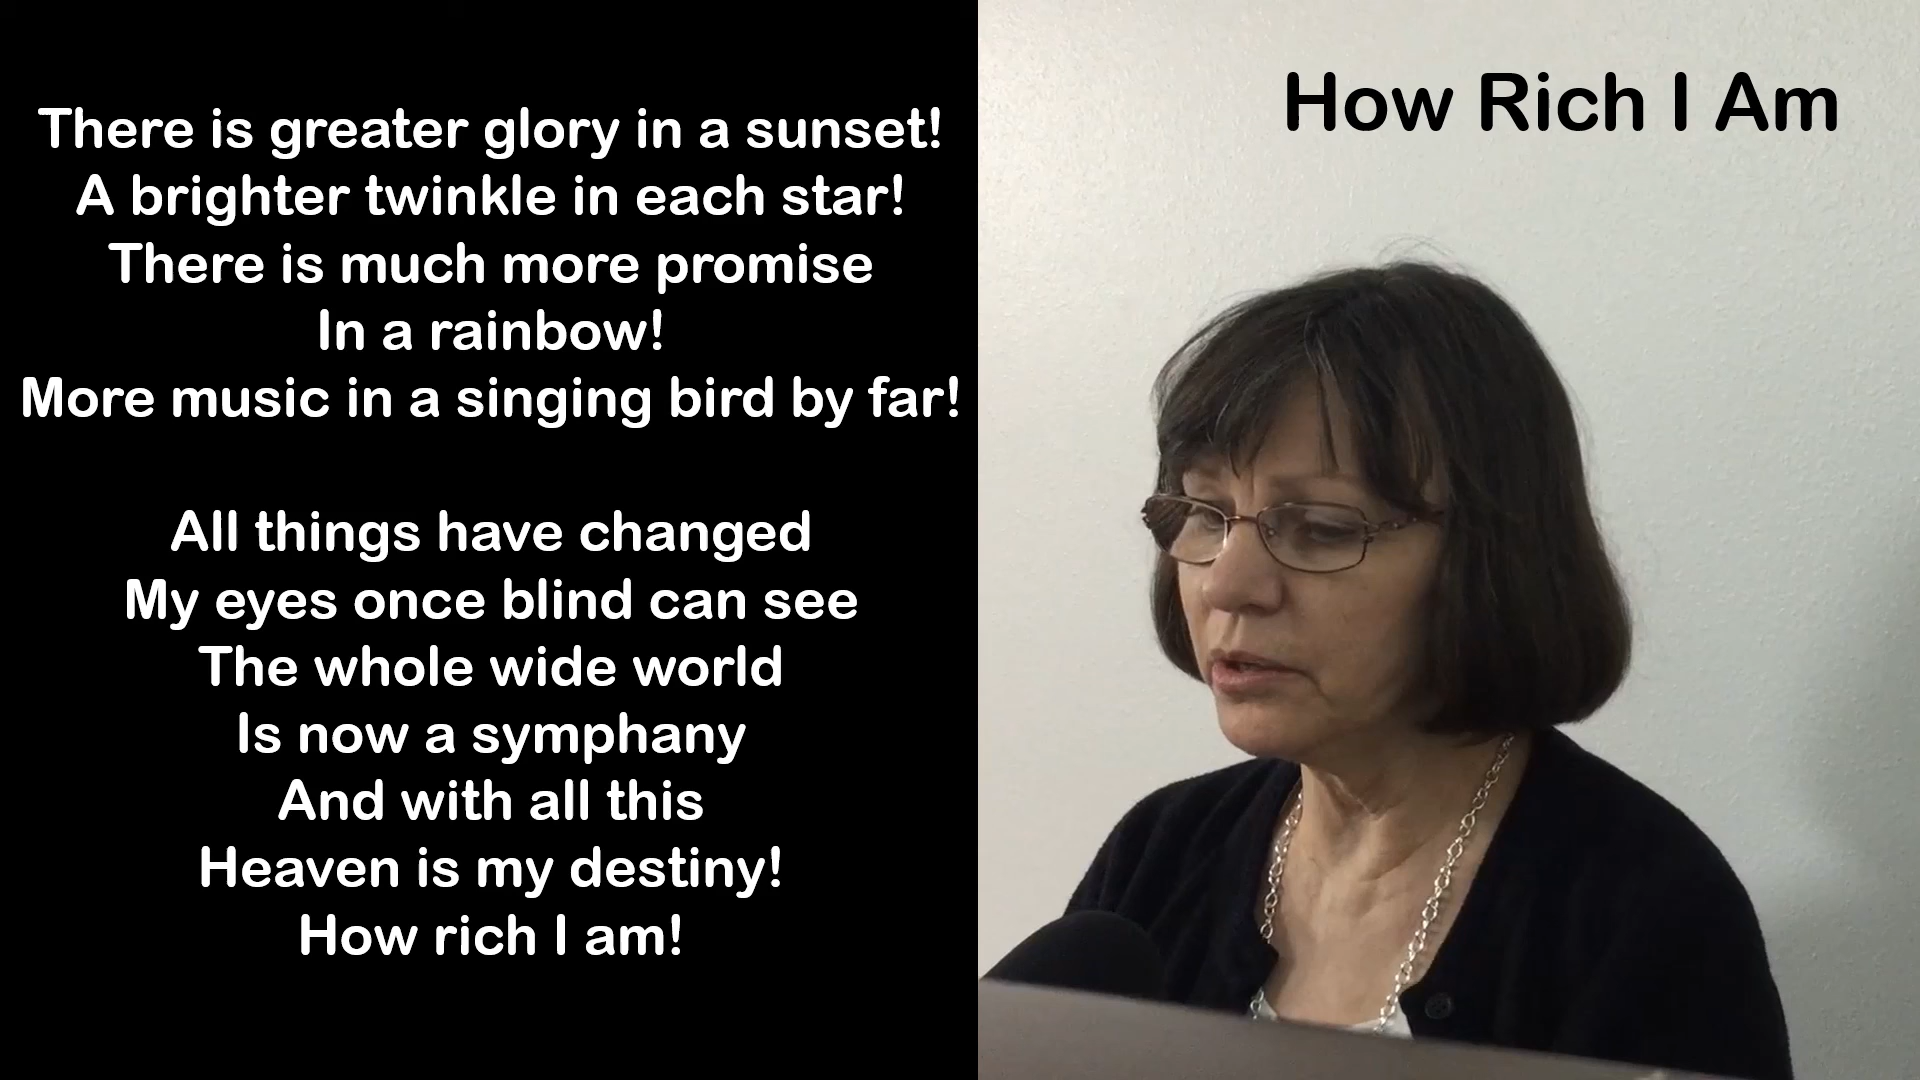 How Rich I Am
There is greater glory in a sunset!
A brighter twinkle in each star!
There is much more promise
In a rainbow!
More music in a singing bird by far!
All things have changed
My eyes once blind can see
The whole wide world
Is now a symphany
And with all this
Heaven is my destiny!
How rich I am!